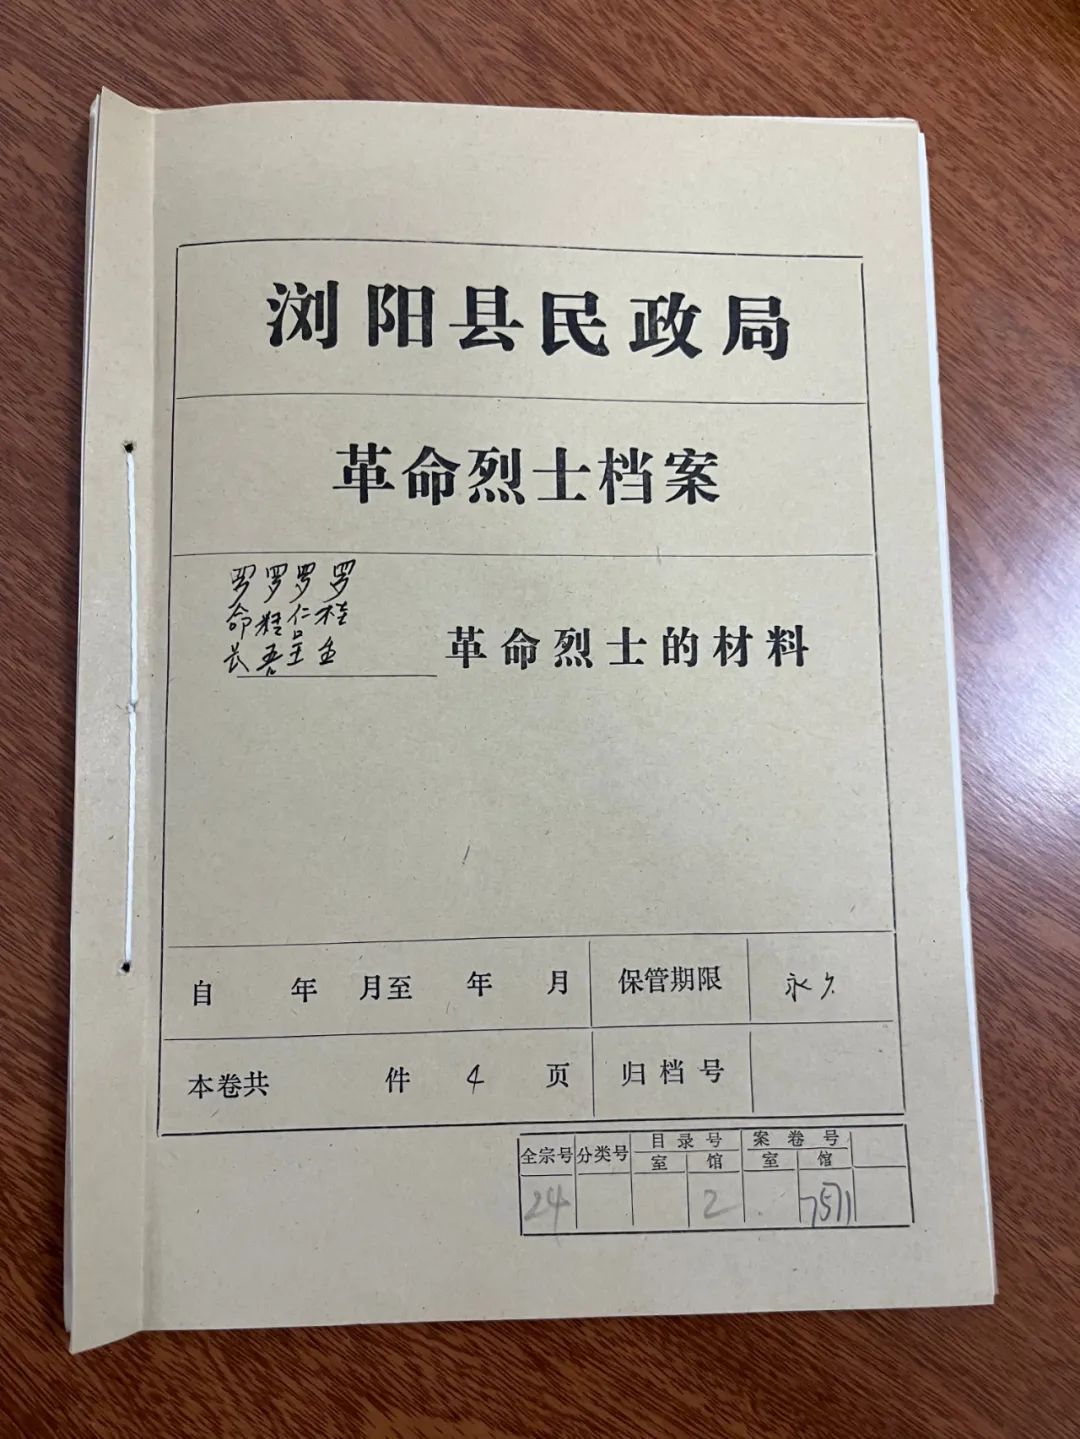 浏阳县民政局
革命烈士档案
罗 罗 罗 罗
命 桂 仁 桂
长 吾 呈
革命烈士的材料
自 年 月至 年 月 保管期限 永久
本卷共 件 4 页 归档号
全宗号 分类号 目录号 案卷号
室 馆 室 馆
24 2 7571